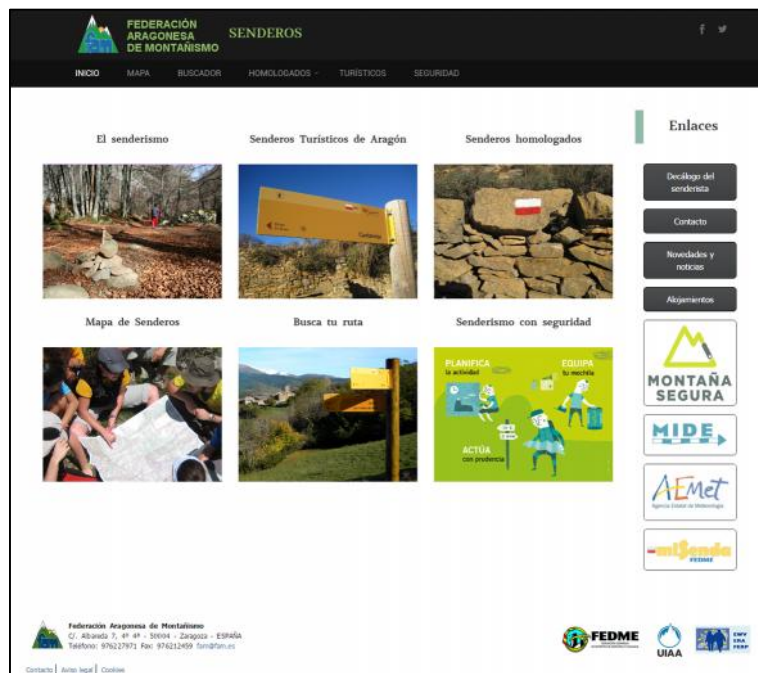 FEDERACIÓN
ARAGONESA
DE MONTAÑISMO
SENDEROS
fam
INICIO MAPA BUSCADOR HOMOLOGADOS TURÍSTICOS SEGURIDAD
El senderismo
Senderos Turísticos de Aragón
Senderos homologados
Mapa de Senderos
Busca tu ruta
Senderismo con seguridad
PLANIFICA
la actividad
EQUIPA
tu mochila
ACTÚA
con prudencia
Enlaces
Decálogo del
senderista
Contacto
Novedades y
noticias
Alojamientos
MONTAÑA
SEGURA
MIDE
AEMet
Agencia Estatal de Meteorología
miSenda
FEDME
Federación Aragonesa de Montañismo
C/. Albareda 7, 4º 4ª - 50004 - Zaragoza - ESPAÑA
Teléfono: 976227971 Fax: 976212459 fam@fam.es
FEDME
UIAA
EWV
ERA
FERP
Contacto | Aviso legal | Cookies